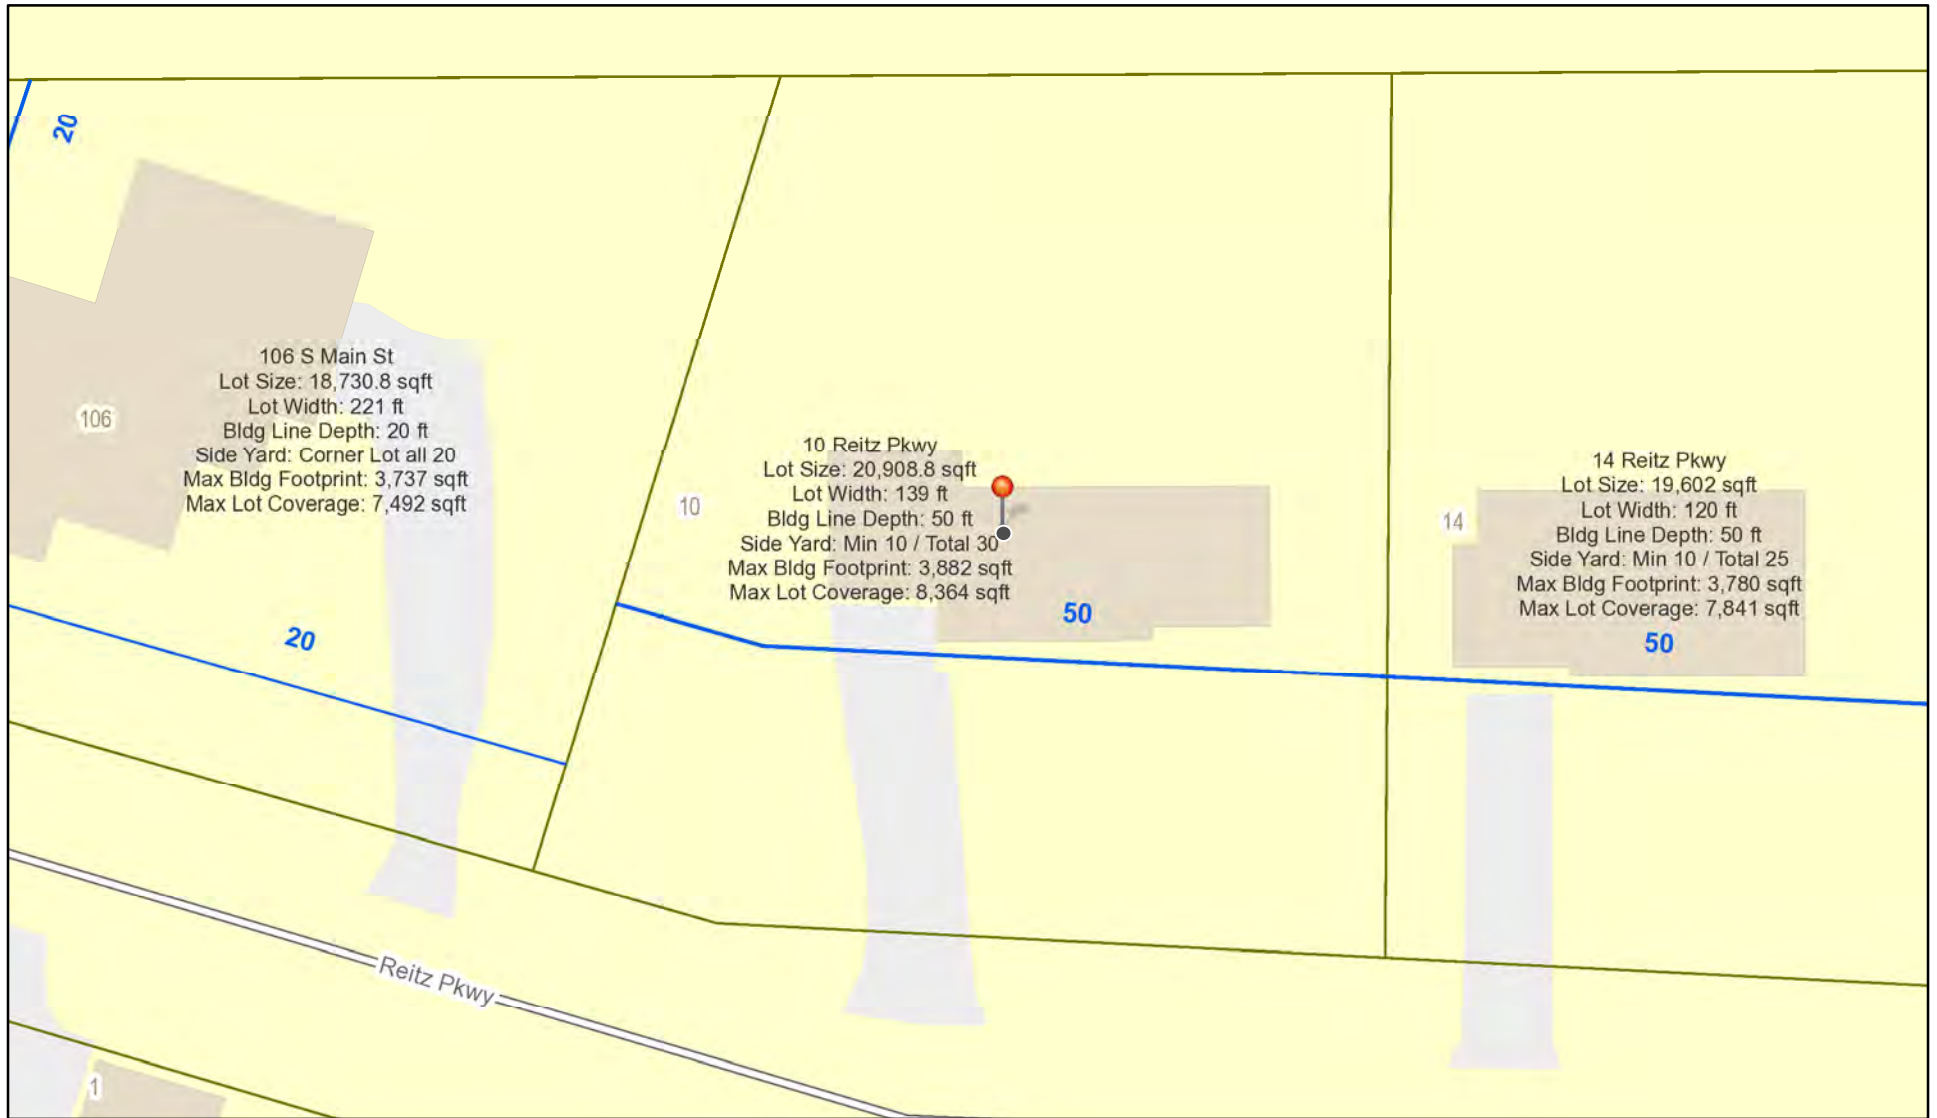 20
106 S Main St
Lot Size: 18,730.8 sqft
Lot Width: 221 ft
Bldg Line Depth: 20 ft
Side Yard: Corner Lot all 20
Max Bldg Footprint: 3,737 sqft
Max Lot Coverage: 7,492 sqft
106
20
10 Reitz Pkwy
Lot Size: 20,908.8 sqft
Lot Width: 139 ft
Bldg Line Depth: 50 ft
Side Yard: Min 10 / Total 30
Max Bldg Footprint: 3,882 sqft
Max Lot Coverage: 8,364 sqft
10
50
14 Reitz Pkwy
Lot Size: 19,602 sqft
Lot Width: 120 ft
Bldg Line Depth: 50 ft
Side Yard: Min 10 / Total 25
Max Bldg Footprint: 3,780 sqft
Max Lot Coverage: 7,841 sqft
14
50
Reitz Pkwy
1